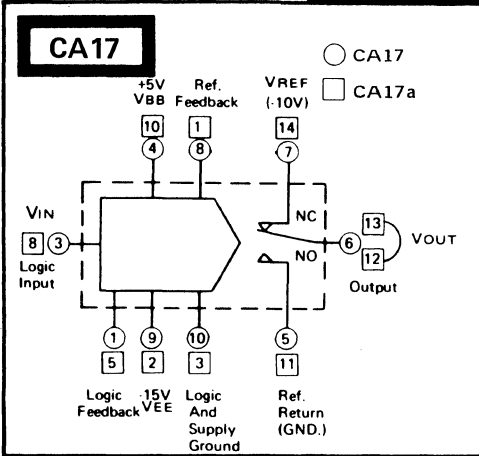 CA17
CA17
CA17a
+5V
VBB
Ref.
Feedback
VREF
(-10V)
10
1
14
4
8
7
VIN
8
3
Logic
Input
NC
NO
6
13
12
VOUT
Output
1
9
10
5
5
2
3
11
Logic
Feedback
-15V
VEE
Logic
And
Supply
Ground
Ref.
Return
(GND.)